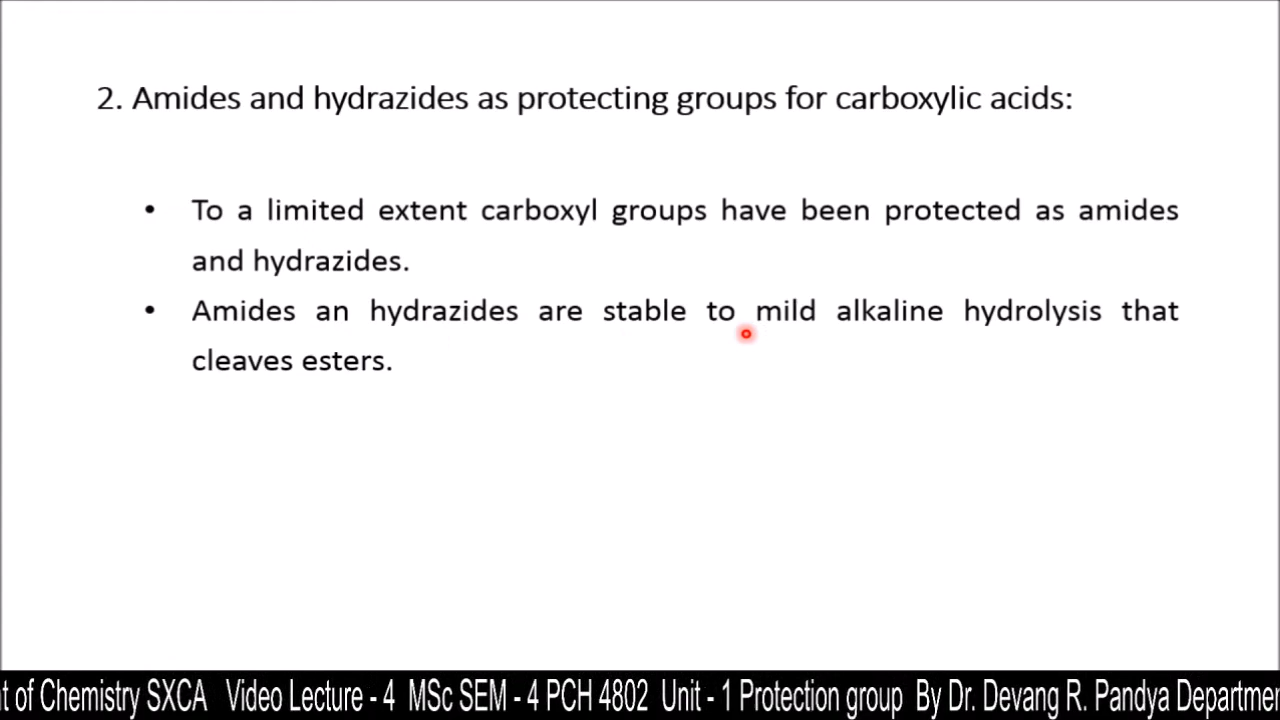 2. Amides and hydrazides as protecting groups for carboxylic acids:
• To a limited extent carboxyl groups have been protected as amides
and hydrazides.
• Amides an hydrazides are stable to mild alkaline hydrolysis that
cleaves esters.
of Chemistry SXCA Video Lecture - 4 MSc SEM - 4 PCH 4802 Unit - 1 Protection group By Dr. Devang R. Pandya